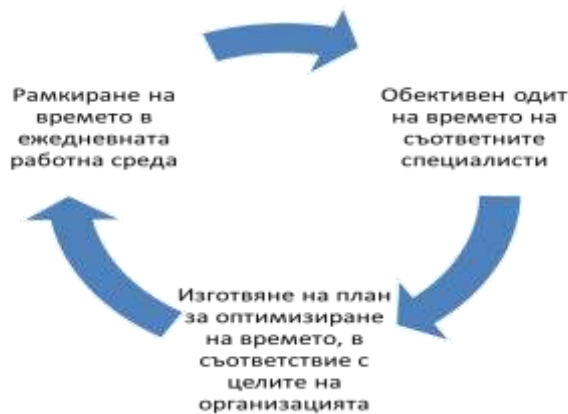 Рамкиране на
времето в
ежедневната
работна среда
Обективен одит
на времето на
съответните
специалисти
Изготвяне на план
за оптимизиране
на времето, в
съответствие с
целите на
организацията